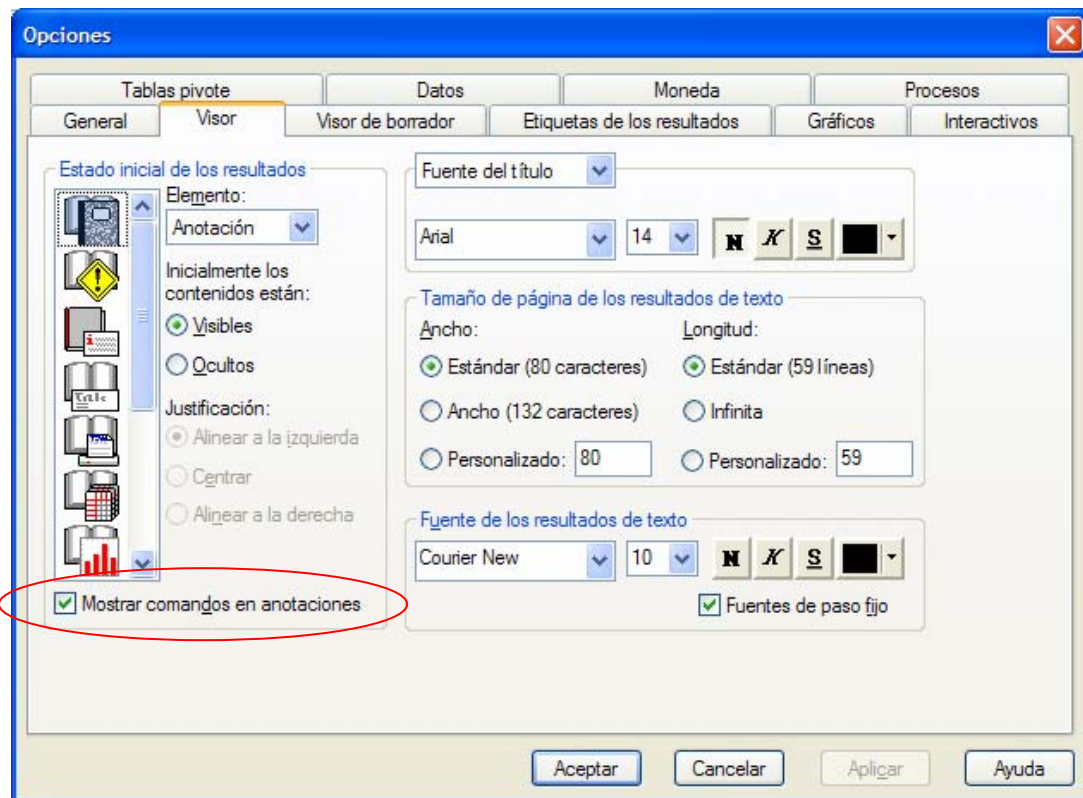 Opciones
Tablas pivote Datos Moneda Procesos
General Visor Visor de borrador Etiquetas de los resultados Gráficos Interactivos
Estado inicial de los resultados
Elemento:
Anotación
Inicialmente los
contenidos están:
Visibles
Ocultos
Justificación:
Alinear a la izquierda
Centrar
Alinear a la derecha
Title
Mostrar comandos en anotaciones
Fuente del título
Arial 14 N K S
Tamaño de página de los resultados de texto
Ancho: Longitud:
Estándar (80 caracteres) Estándar (59 líneas)
Ancho (132 caracteres) Infinita
Personalizado: 80 Personalizado: 59
Fuente de los resultados de texto
Courier New 10 N K S
Fuentes de paso fijo
Aceptar Cancelar Aplicar Ayuda